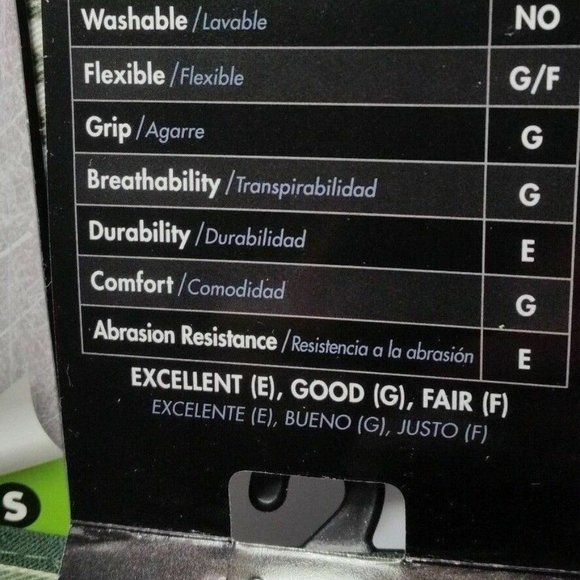 Washable / Lavable NO
Flexible / Flexible G/F
Grip / Agarre G
Breathability / Transpirabilidad G
Durability / Durabilidad E
Comfort / Comodidad G
Abrasion Resistance / Resistencia a la abrasión E
EXCELLENT (E), GOOD (G), FAIR (F)
EXCELENTE (E), BUENO (G), JUSTO (F)
S